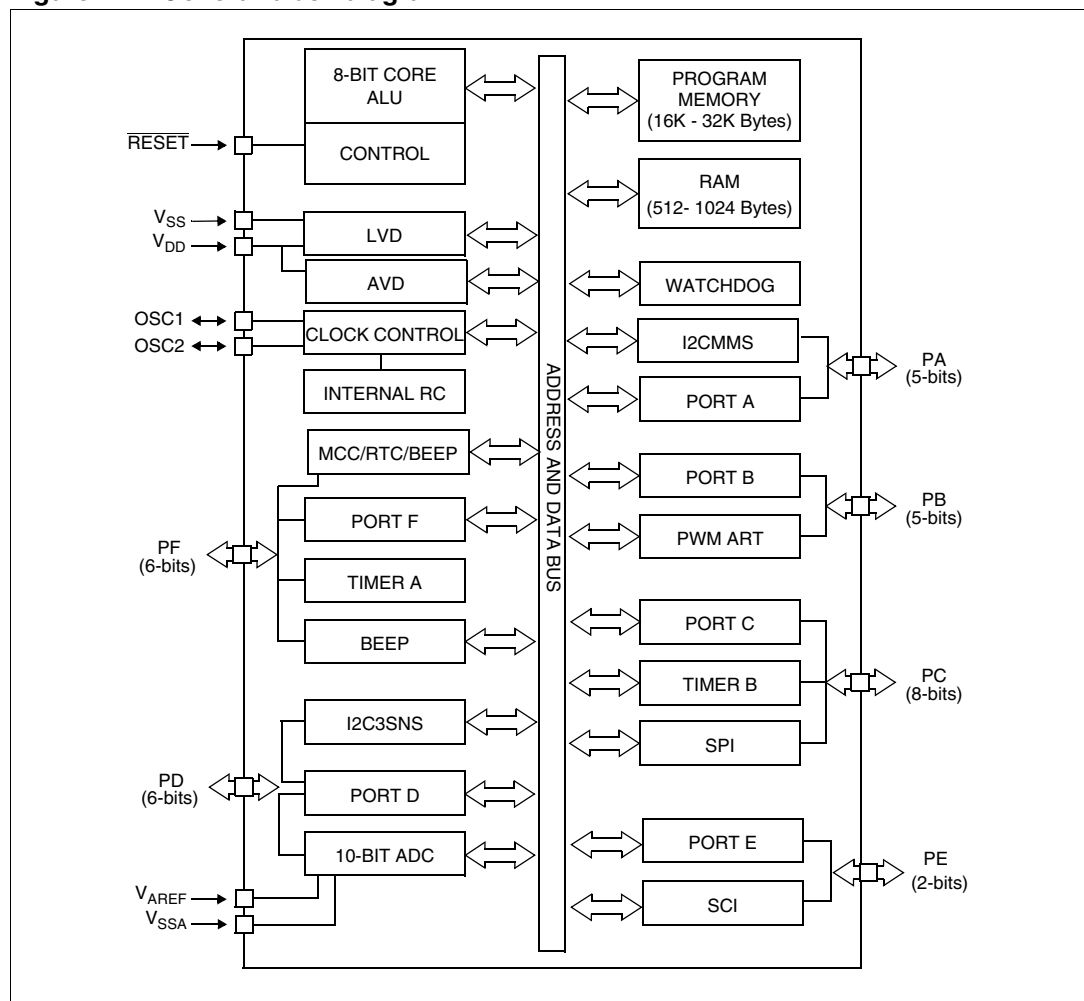 8-BIT CORE
ALU
CONTROL
RESET
VSS
VDD
LVD
AVD
OSC1
OSC2
CLOCK CONTROL
INTERNAL RC
MCC/RTC/BEEP
PORT F
PF
(6-bits)
TIMER A
BEEP
I2C3SNS
PD
(6-bits)
PORT D
10-BIT ADC
VAREF
VSSA
ADDRESS AND DATA BUS
PROGRAM
MEMORY
(16K - 32K Bytes)
RAM
(512- 1024 Bytes)
WATCHDOG
I2CMMS
PORT A
PA
(5-bits)
PORT B
PWM ART
PB
(5-bits)
PORT C
TIMER B
SPI
PC
(8-bits)
PORT E
SCI
PE
(2-bits)